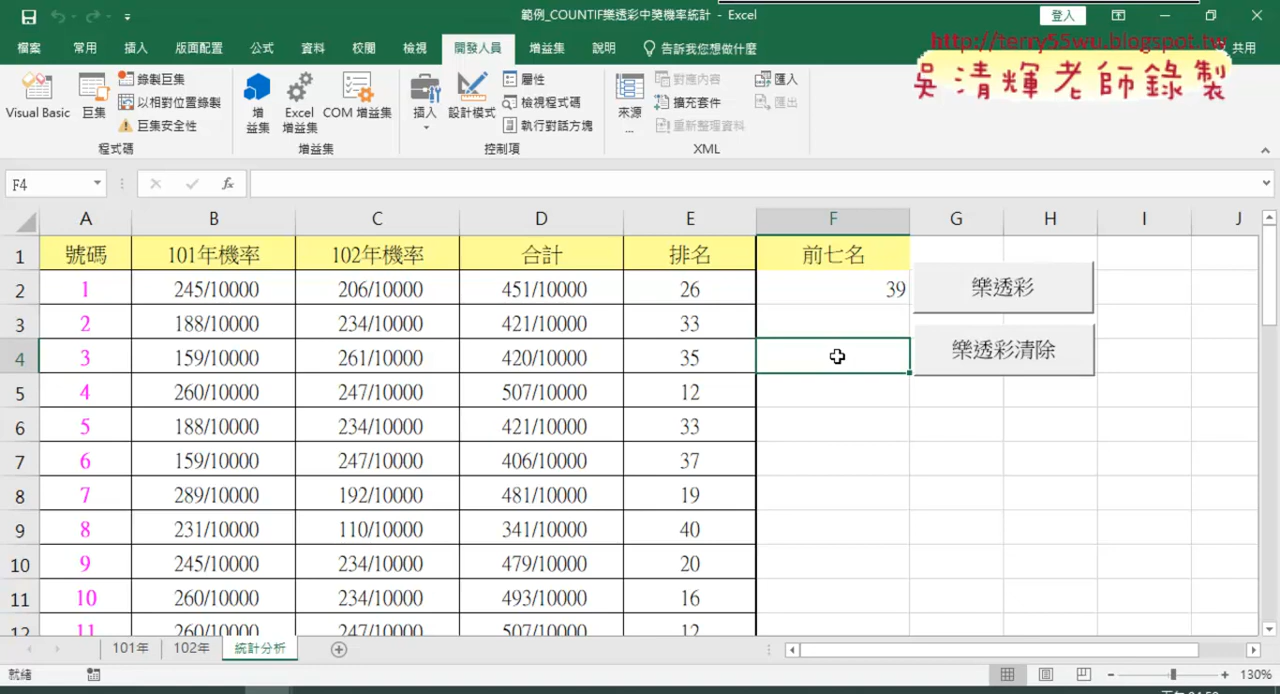 範例_COUNTIF樂透彩中獎機率統計 - Excel
登入
檔案 常用 插入 版面配置 公式 資料 校閱 檢視 開發人員 增益集 說明 告訴我您想做什麼 共用
http://terry55wu.blogspot.tw
吳清輝老師錄製
Visual Basic 巨集 錄製巨集 以相對位置錄製 巨集安全性
程式碼
增益集 Excel 增益集 COM 增益集
增益集
插入 設計模式 屬性 檢視程式碼 執行對話方塊
控制項
來源... 對應內容 擴充套件 重新整理資料 匯入 匯出
XML
F4 fx
A B C D E F G H I J
1 號碼 101年機率 102年機率 合計 排名 前七名
2 1 245/10000 206/10000 451/10000 26 39 樂透彩
3 2 188/10000 234/10000 421/10000 33
4 3 159/10000 261/10000 420/10000 35 樂透彩清除
5 4 260/10000 247/10000 507/10000 12
6 5 188/10000 234/10000 421/10000 33
7 6 159/10000 247/10000 406/10000 37
8 7 289/10000 192/10000 481/10000 19
9 8 231/10000 110/10000 341/10000 40
10 9 245/10000 234/10000 479/10000 20
11 10 260/10000 234/10000 493/10000 16
12 11 260/10000 247/10000 507/10000 12
101年 102年 統計分析
就緒 130%